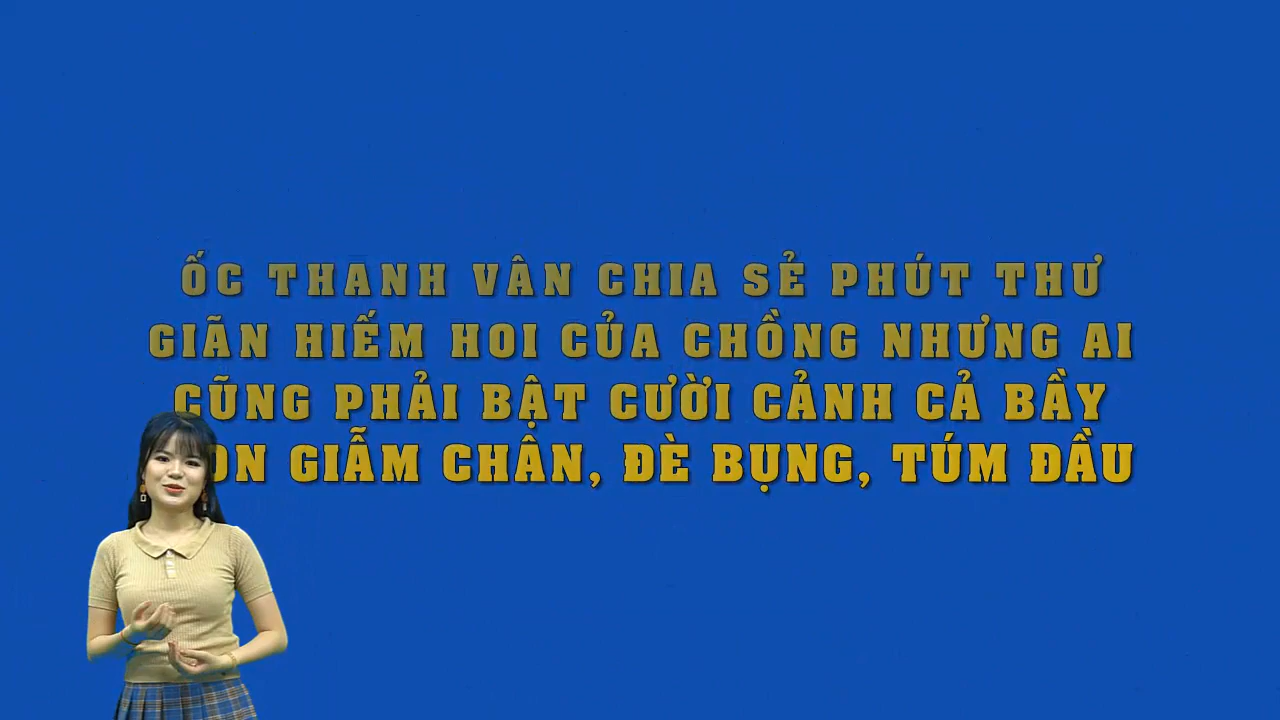 ỐC THANH VÂN CHIA SẺ PHÚT THƯ
GIÃN HIẾM HOI CỦA CHỒNG NHƯNG AI
CŨNG PHẢI BẬT CƯỜI CẢNH CẢ BẦY
CON GIẪM CHÂN, ĐÈ BỤNG, TÚM ĐẦU